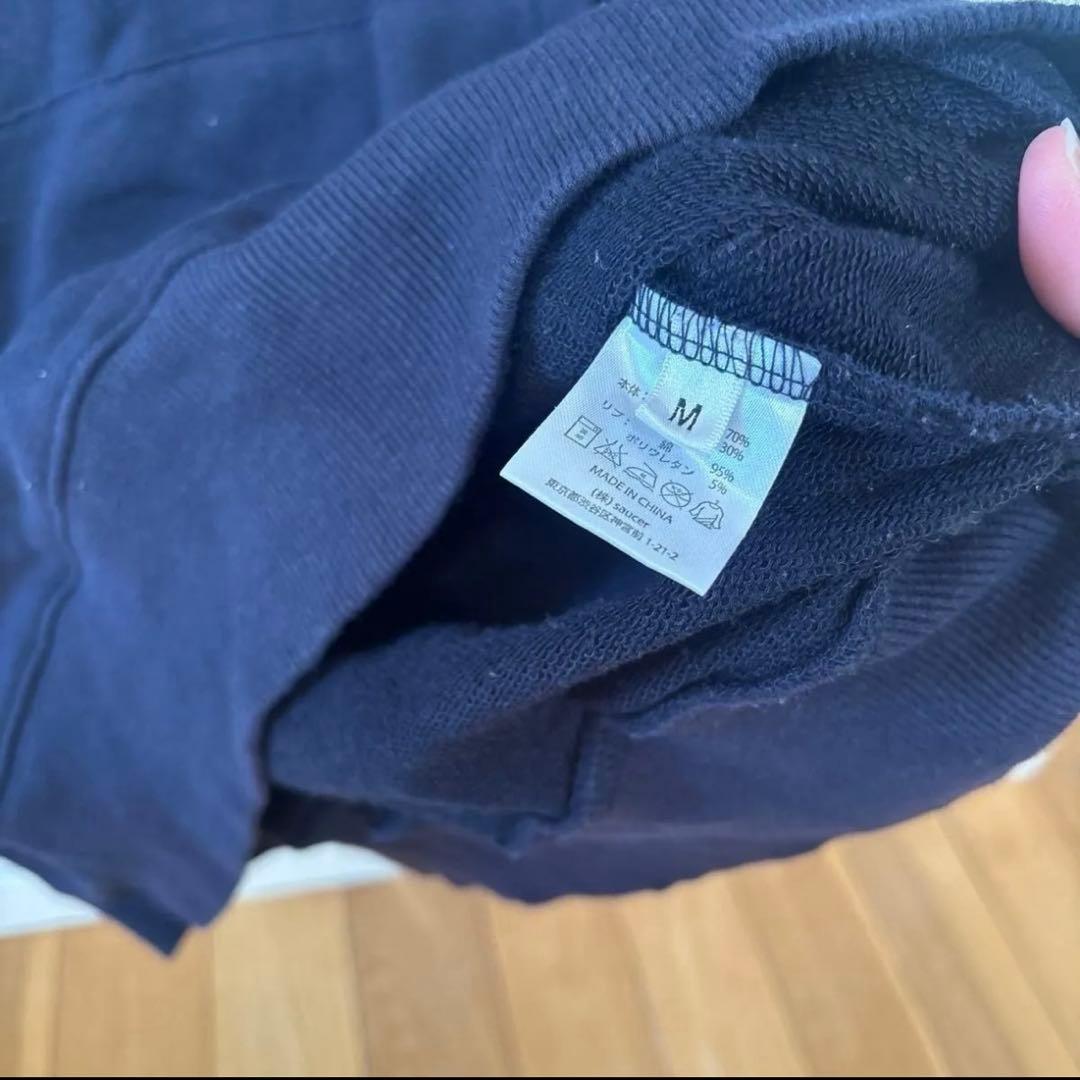 M
本体： 70%
30%
リブ： 綿 95%
ポリウレタン 5%
MADE IN CHINA
(株) saucer
東京都渋谷区神宮前 1-21-2